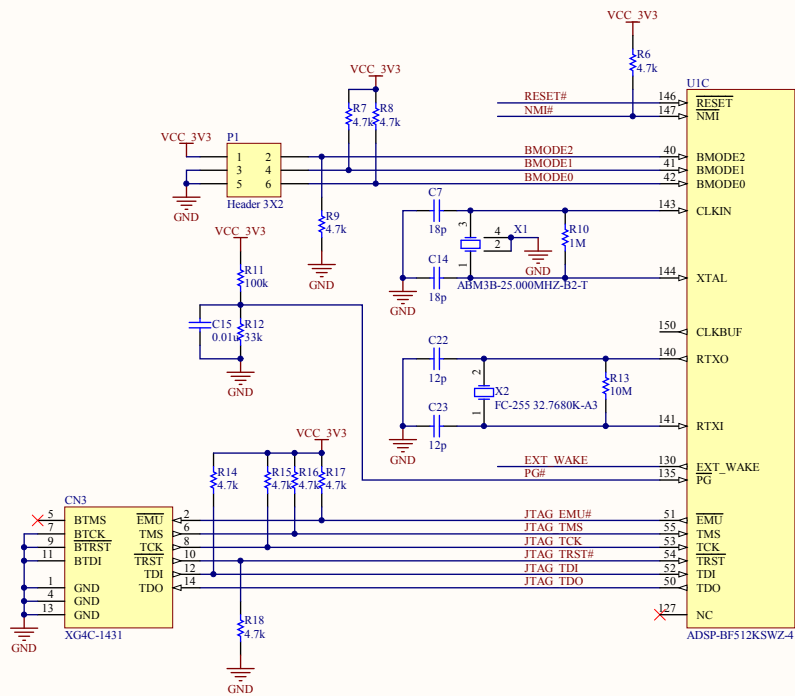 VCC_3V3
R6
4.7k
U1C
VCC_3V3
RESET# 146 RESET
NMI# 147 NMI
R7 R8
4.7k 4.7k
VCC_3V3
P1
1 2 BMODE2 40 BMODE2
3 4 BMODE1 41 BMODE1
5 6 BMODE0 42 BMODE0
GND
Header 3X2
R9
4.7k
GND
C7
18p
143 CLKIN
3
4
2
1
X1
GND
R10
1M
C14
18p
GND
144 XTAL
ABM3B-25.000MHZ-B2-T
VCC_3V3
R11
100k
C15
0.01u
R12
33k
GND
150 CLKBUF
C22
12p
140 RTXO
2
X2
1
FC-255 32.7680K-A3
R13
10M
C23
12p
GND
141 RTXI
EXT_WAKE 130 EXT_WAKE
PG# 135 PG
VCC_3V3
R14 R15 R16 R17
4.7k 4.7k 4.7k 4.7k
CN3
5 BTMS EMU 2 JTAG_EMU# 51 EMU
7 BTCK TMS 6 JTAG_TMS 55 TMS
9 BTRST TCK 8 JTAG_TCK 53 TCK
11 BTDI TRST 10 JTAG_TRST# 54 TRST
TDI 12 JTAG_TDI 52 TDI
1 GND TDO 14 JTAG_TDO 50 TDO
4 GND
13 GND
127 NC
XG4C-1431
GND
R18
4.7k
GND
ADSP-BF512KSWZ-4